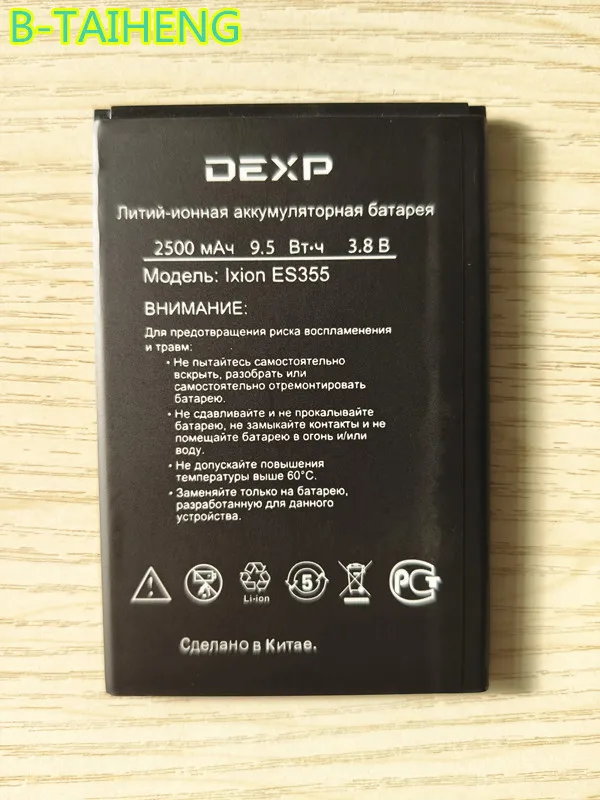 B-TAIHENG
DEXP
Литий-ионная аккумуляторная батарея
2500 мАч 9.5 Вт·ч 3.8 В
Модель: Ixion ES355
ВНИМАНИЕ:
Для предотвращения риска воспламенения
и травм:
• Не пытайтесь самостоятельно
вскрыть, разобрать или
самостоятельно отремонтировать
батарею.
• Не сдавливайте и не прокалывайте
батарею, не замыкайте контакты и не
помещайте батарею в огонь и/или
воду.
• Не допускайте повышения
температуры выше 60°C.
• Заменяйте только на батарею,
разработанную для данного
устройства.
5 РСТ
Li-ion
Сделано в Китае.